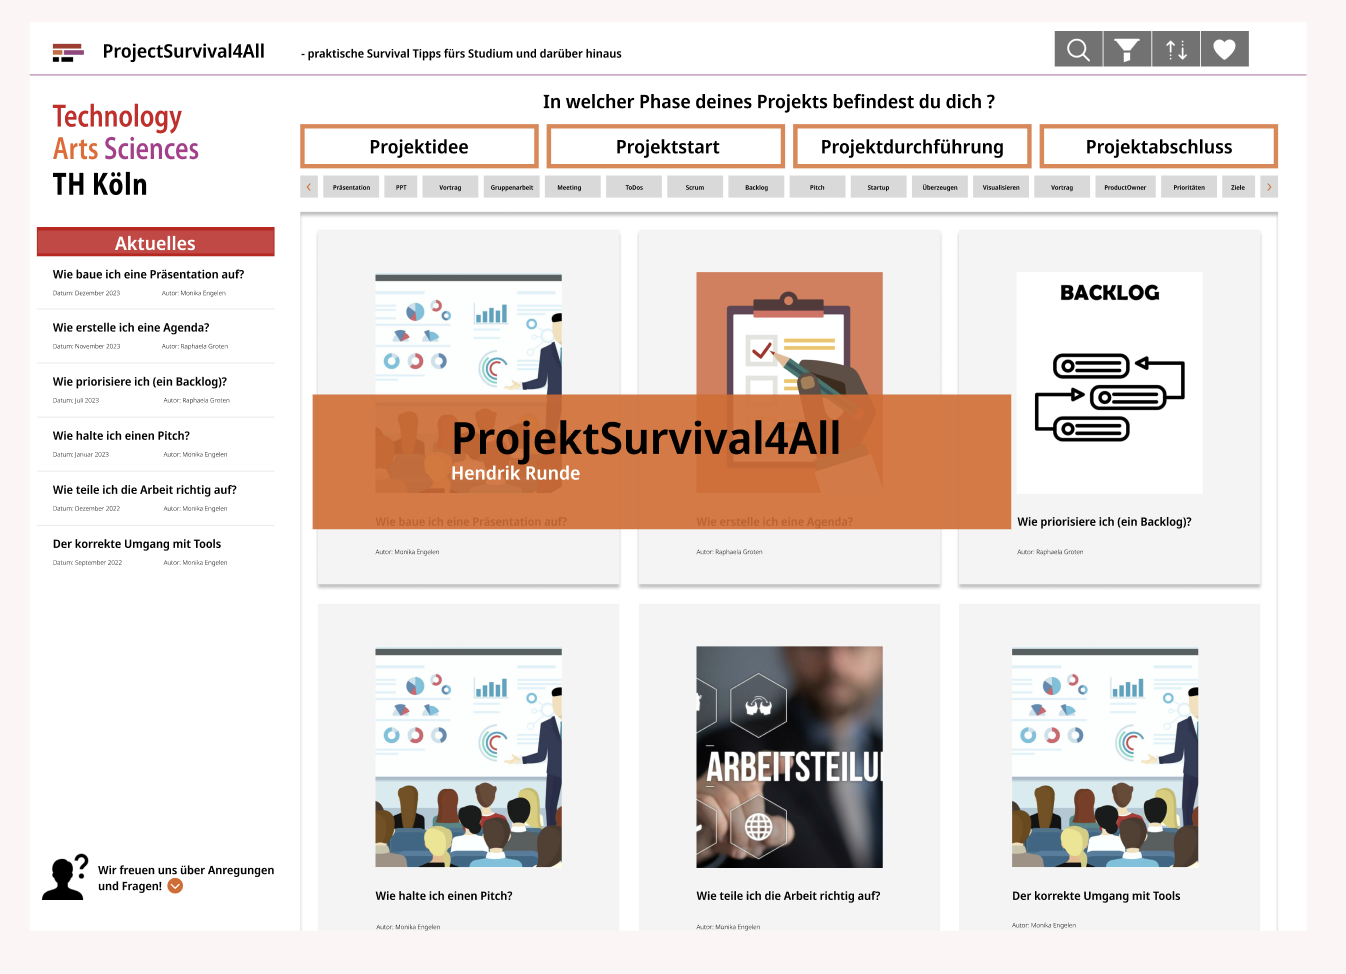 ProjectSurvival4All
- praktische Survival Tipps fürs Studium und darüber hinaus
Technology
Arts Sciences
TH Köln
In welcher Phase deines Projekts befindest du dich ?
Projektidee
Projektstart
Projektdurchführung
Projektabschluss
Präsentation
PPT
Vortrag
Gruppenarbeit
Meeting
ToDos
Scrum
Backlog
Pitch
Startup
Überzeugen
Visualisieren
Vortrag
ProductOwner
Prioritäten
Ziele
Aktuelles
Wie baue ich eine Präsentation auf?
Datum: Dezember 2023 Autor: Monika Engelen
Wie erstelle ich eine Agenda?
Datum: November 2023 Autor: Raphaela Groten
Wie priorisiere ich (ein Backlog)?
Datum: Juli 2023 Autor: Raphaela Groten
Wie halte ich einen Pitch?
Datum: Januar 2023 Autor: Monika Engelen
Wie teile ich die Arbeit richtig auf?
Datum: Dezember 2022 Autor: Monika Engelen
Der korrekte Umgang mit Tools
Datum: September 2022 Autor: Monika Engelen
Wir freuen uns über Anregungen
und Fragen!
BACKLOG
ProjektSurvival4All
Hendrik Runde
Wie baue ich eine Präsentation auf?
Autor: Monika Engelen
Wie erstelle ich eine Agenda?
Autor: Raphaela Groten
Wie priorisiere ich (ein Backlog)?
Autor: Raphaela Groten
ARBEITSTEILU
Wie halte ich einen Pitch?
Autor: Monika Engelen
Wie teile ich die Arbeit richtig auf?
Autor: Monika Engelen
Der korrekte Umgang mit Tools
Autor: Monika Engelen